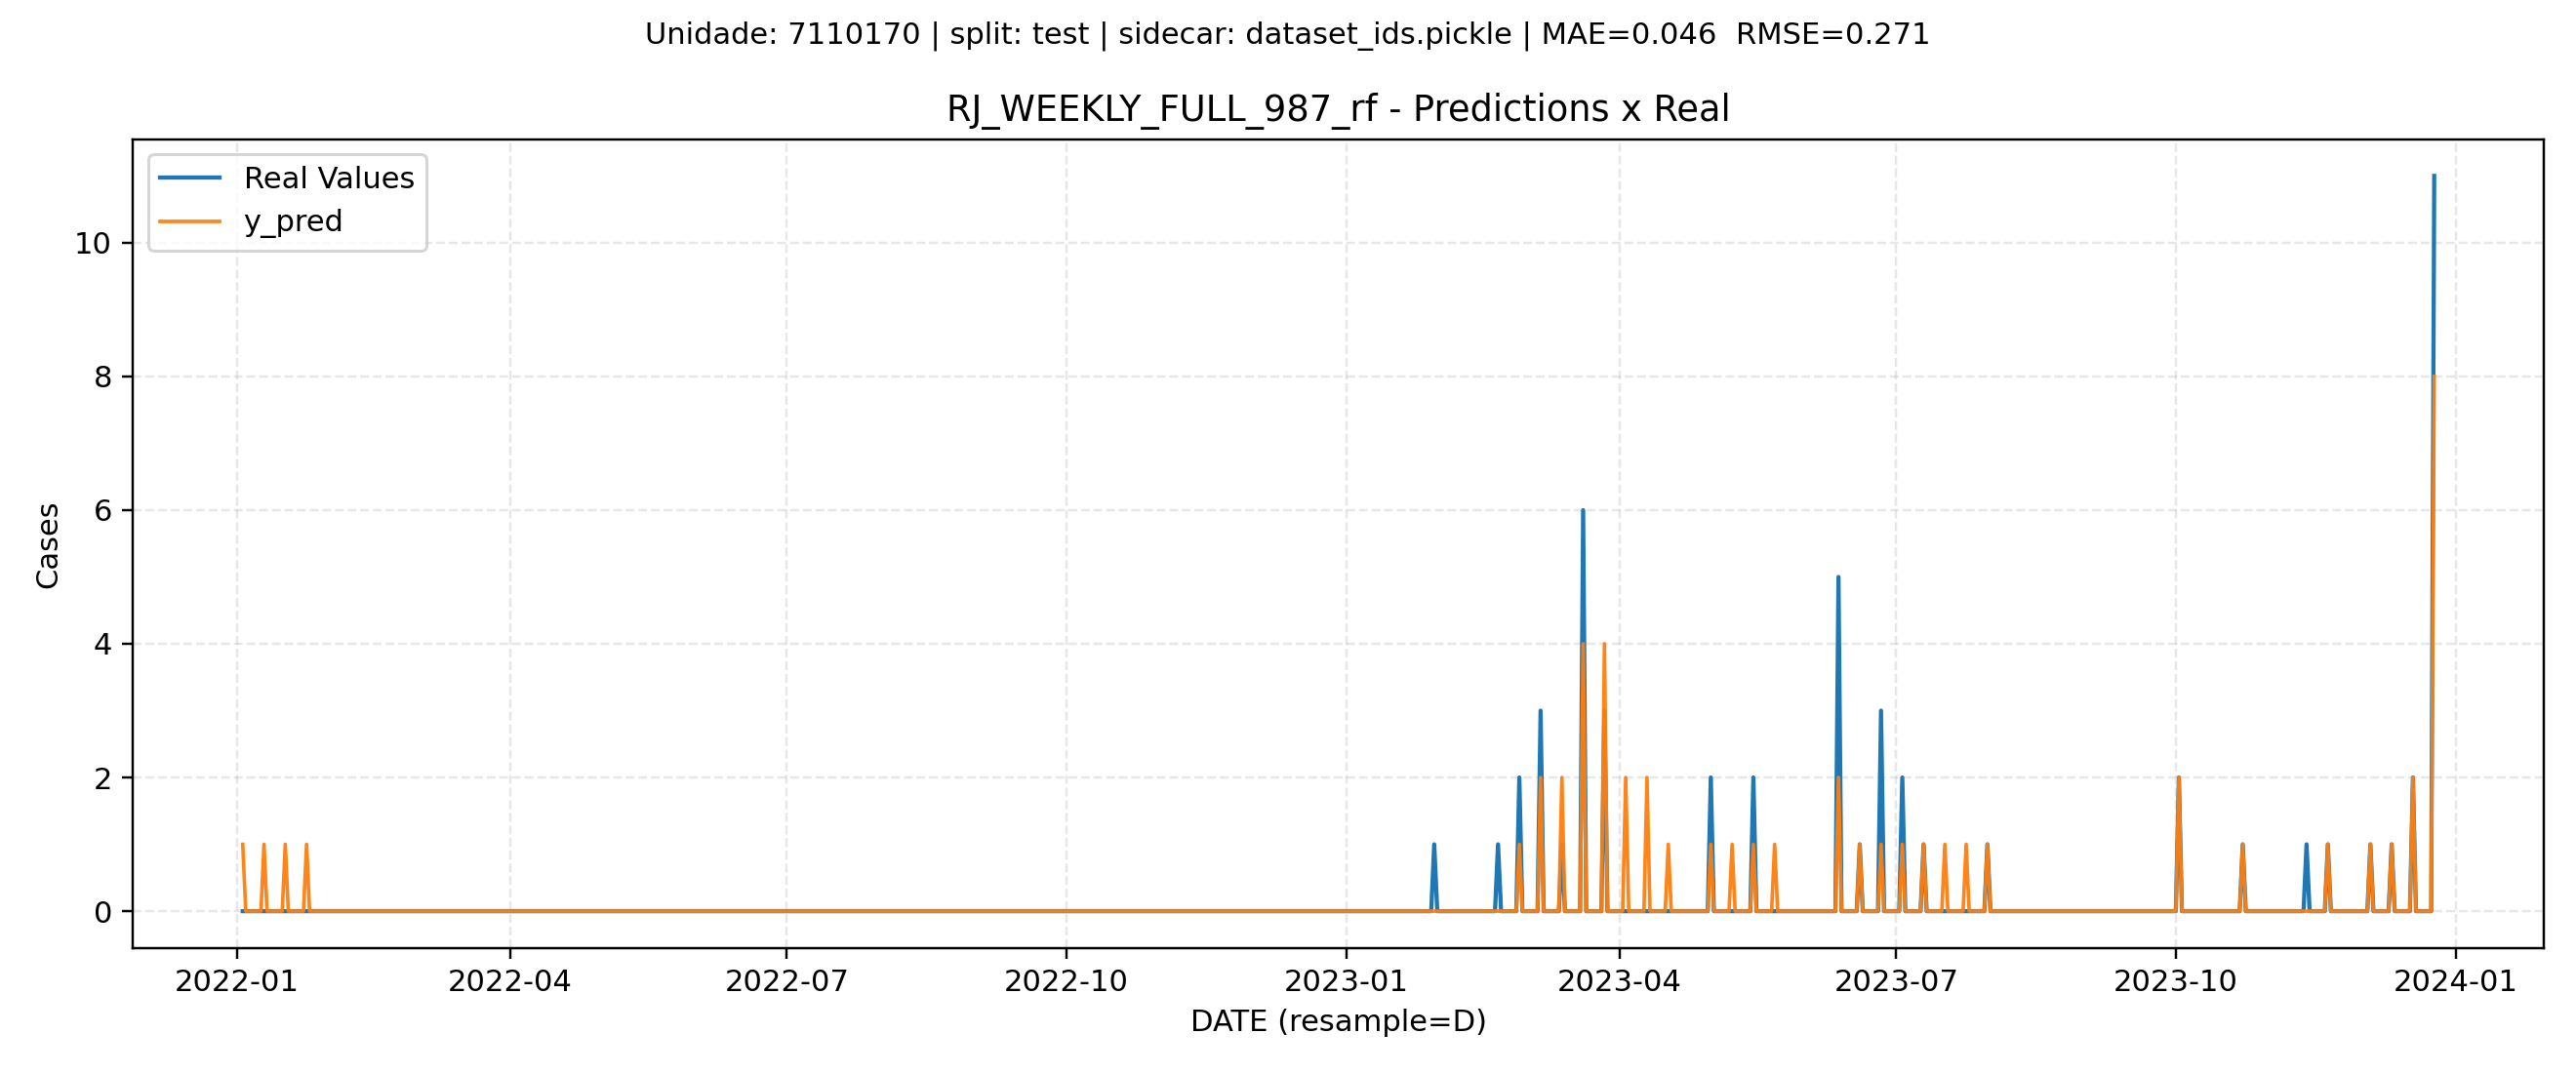 Unidade: 7110170 | split: test | sidecar: dataset_ids.pickle | MAE=0.046  RMSE=0.271
RJ_WEEKLY_FULL_987_rf - Predictions x Real
Real Values
y_pred
10
8
6
4
2
0
Cases
2022-01
2022-04
2022-07
2022-10
2023-01
2023-04
2023-07
2023-10
2024-01
DATE (resample=D)